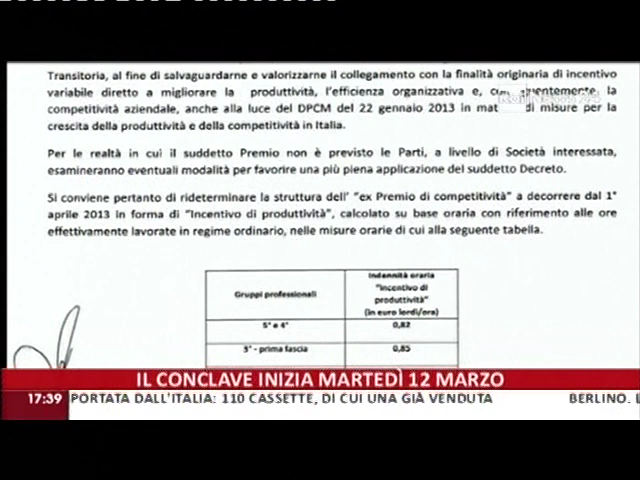 Transitoria, al fine di salvaguardarne e valorizzarne il collegamento con la finalità originaria di incentivo
variabile diretto a migliorare la produttività, l'efficienza organizzativa e,
competitività aziendale, anche alla luce del DPCM del 22 gennaio 2013 in di misure per la
crescita della produttività e della competitività in Italia.
Per le realtà in cui il suddetto Premio non è previsto le Parti, a livello di Società interessata,
esamineranno eventuali modalità per favorire una più piena applicazione del suddetto Decreto.
Si conviene pertanto di rideterminare la struttura dell' "ex Premio di competitività" a decorrere dal 1°
aprile 2013 in forma di "Incentivo di produttività", calcolato su base oraria con riferimento alle ore
effettivamente lavorate in regime ordinario, nelle misure orarie di cui alla seguente tabella.
Gruppi professionali
Indennità oraria
"Incentivo di
produttività"
(in euro lordi/ora)
5° e 4°
0,82
3° - prima fascia
0,85
IL CONCLAVE INIZIA MARTEDÌ 12 MARZO
17:39 PORTATA DALL'ITALIA: 110 CASSETTE, DI CUI UNA GIÀ VENDUTA BERLINO.